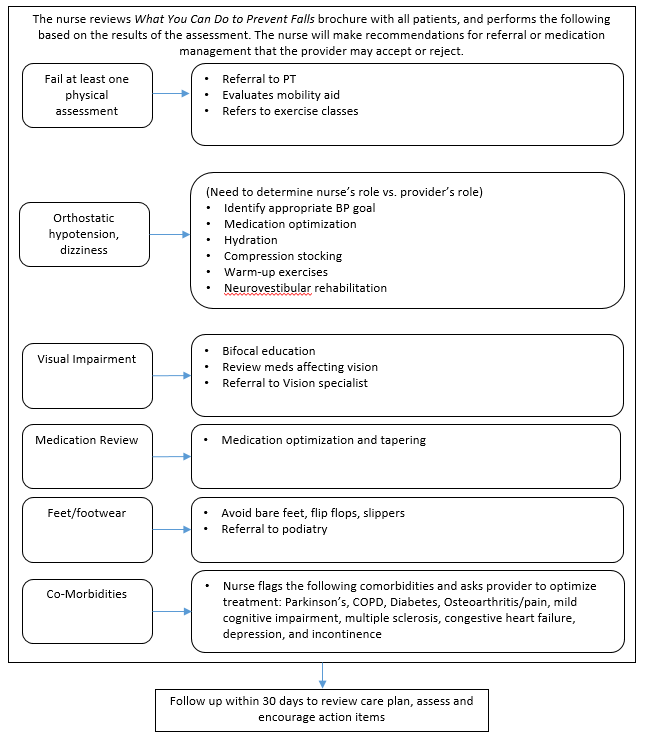 The nurse reviews What You Can Do to Prevent Falls brochure with all patients, and performs the following
based on the results of the assessment. The nurse will make recommendations for referral or medication
management that the provider may accept or reject.
Fail at least one
physical
assessment
• Referral to PT
• Evaluates mobility aid
• Refers to exercise classes
Orthostatic
hypotension,
dizziness
(Need to determine nurse's role vs. provider's role)
• Identify appropriate BP goal
• Medication optimization
• Hydration
• Compression stocking
• Warm-up exercises
• Neurovestibular rehabilitation
Visual Impairment
• Bifocal education
• Review meds affecting vision
• Referral to Vision specialist
Medication Review
• Medication optimization and tapering
Feet/footwear
• Avoid bare feet, flip flops, slippers
• Referral to podiatry
Co-Morbidities
• Nurse flags the following comorbidities and asks provider to optimize
treatment: Parkinson's, COPD, Diabetes, Osteoarthritis/pain, mild
cognitive impairment, multiple sclerosis, congestive heart failure,
depression, and incontinence
Follow up within 30 days to review care plan, assess and
encourage action items